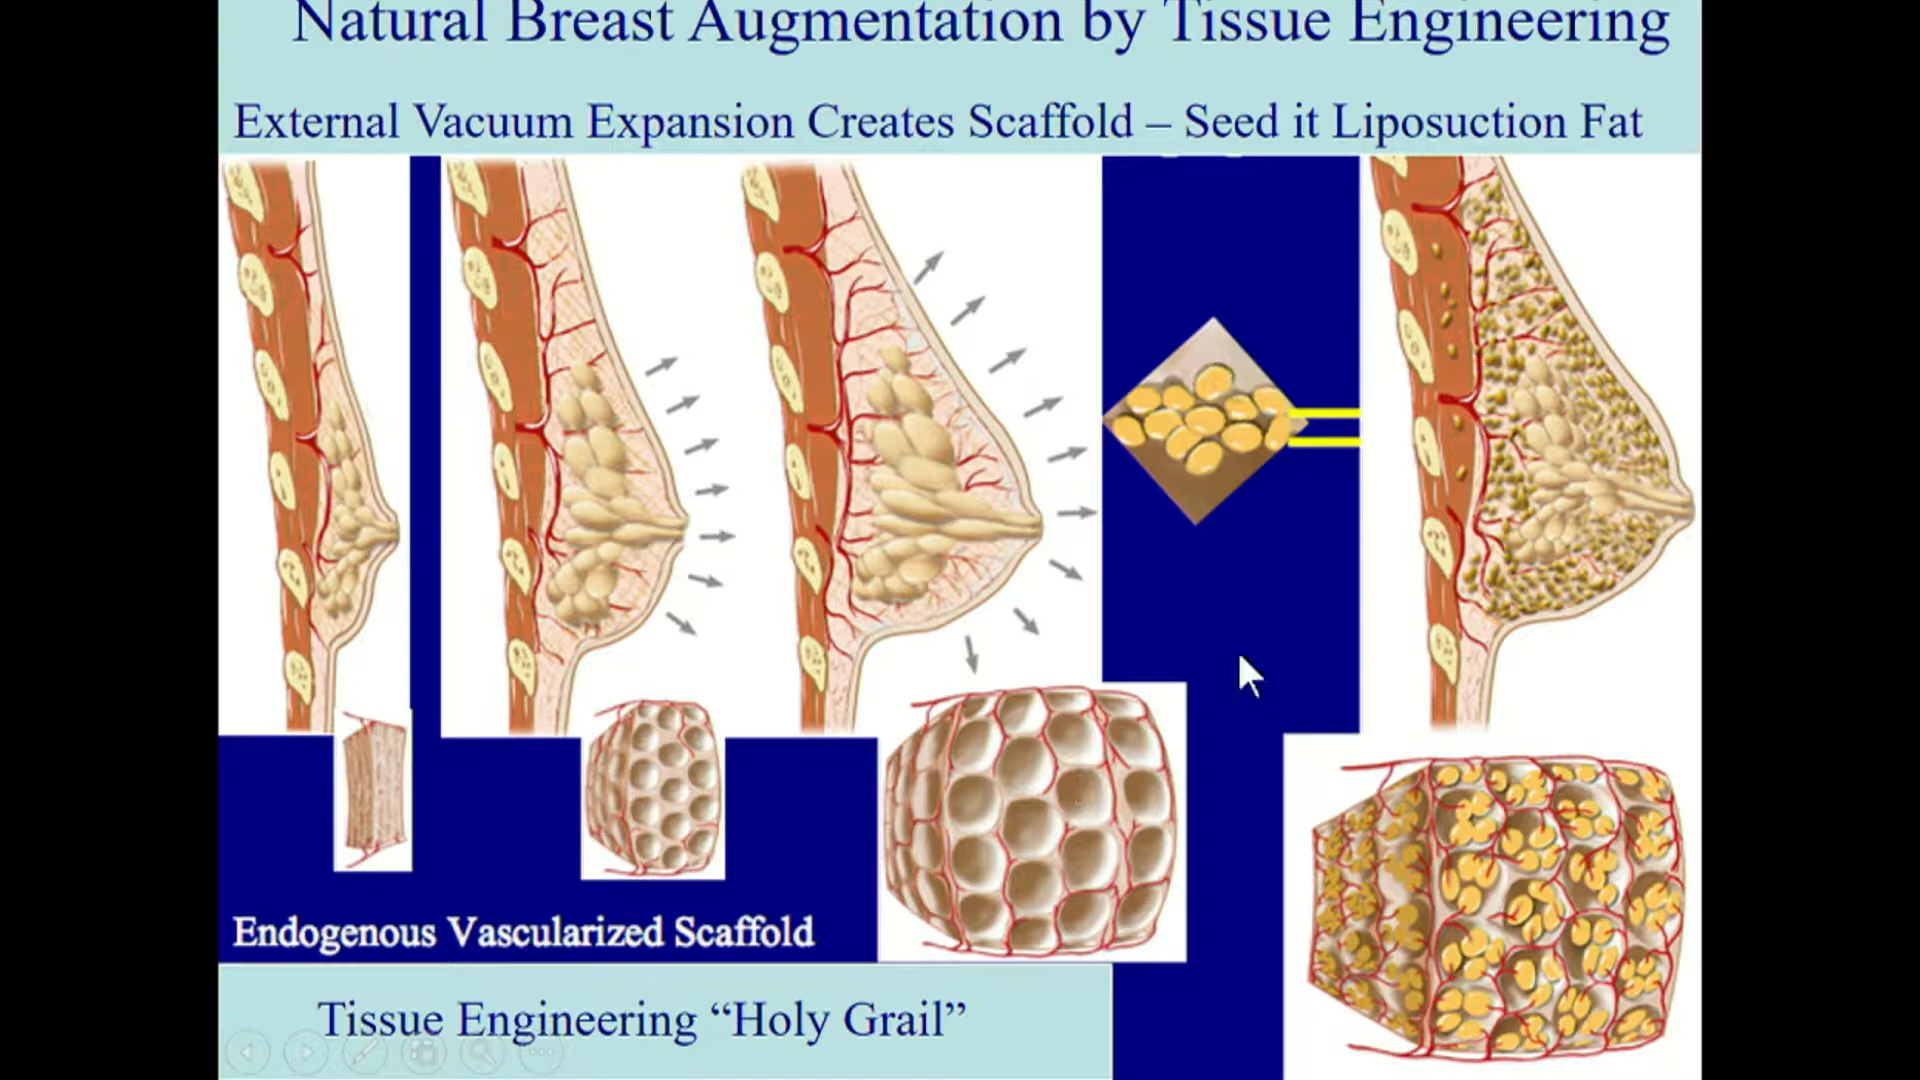 Natural Breast Augmentation by Tissue Engineering
External Vacuum Expansion Creates Scaffold – Seed it Liposuction Fat
Endogenous Vascularized Scaffold
Tissue Engineering “Holy Grail”